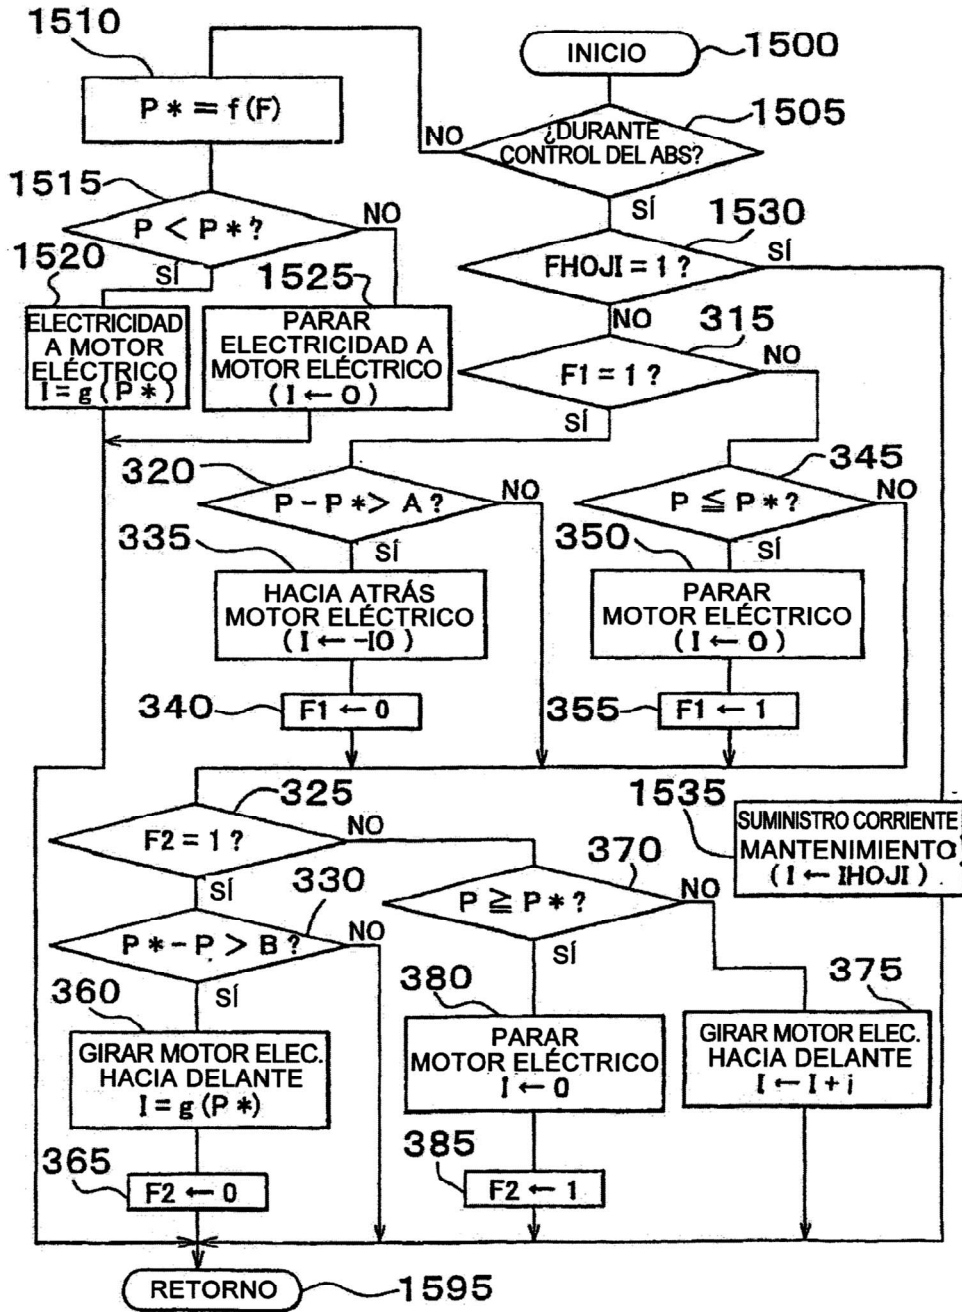 1510
INICIO
1500
P * = f (F)
NO
¿DURANTE
CONTROL DEL ABS?
1505
1515
SÍ
P < P * ?
NO
1530
1520
SÍ
FHOJI = 1 ?
SÍ
1525
NO
ELECTRICIDAD
A MOTOR
ELÉCTRICO
I = g (P *)
PARAR
ELECTRICIDAD A
MOTOR ELÉCTRICO
( I ← 0 )
315
F1 = 1 ?
NO
SÍ
320
P - P * > A ?
NO
345
P ≦ P * ?
NO
335
SÍ
350
SÍ
HACIA ATRÁS
MOTOR ELÉCTRICO
( I ← -I0 )
PARAR
MOTOR ELÉCTRICO
( I ← 0 )
340
F1 ← 0
355
F1 ← 1
325
F2 = 1 ?
NO
SÍ
1535
SUMINISTRO CORRIENTE
MANTENIMIENTO
( I ← IHOJI )
330
P * - P > B ?
NO
370
P ≧ P * ?
NO
SÍ
360
SÍ
380
375
GIRAR MOTOR ELEC.
HACIA DELANTE
I = g (P *)
PARAR
MOTOR ELÉCTRICO
I ← 0
GIRAR MOTOR ELEC.
HACIA DELANTE
I ← I + i
365
F2 ← 0
385
F2 ← 1
RETORNO
1595